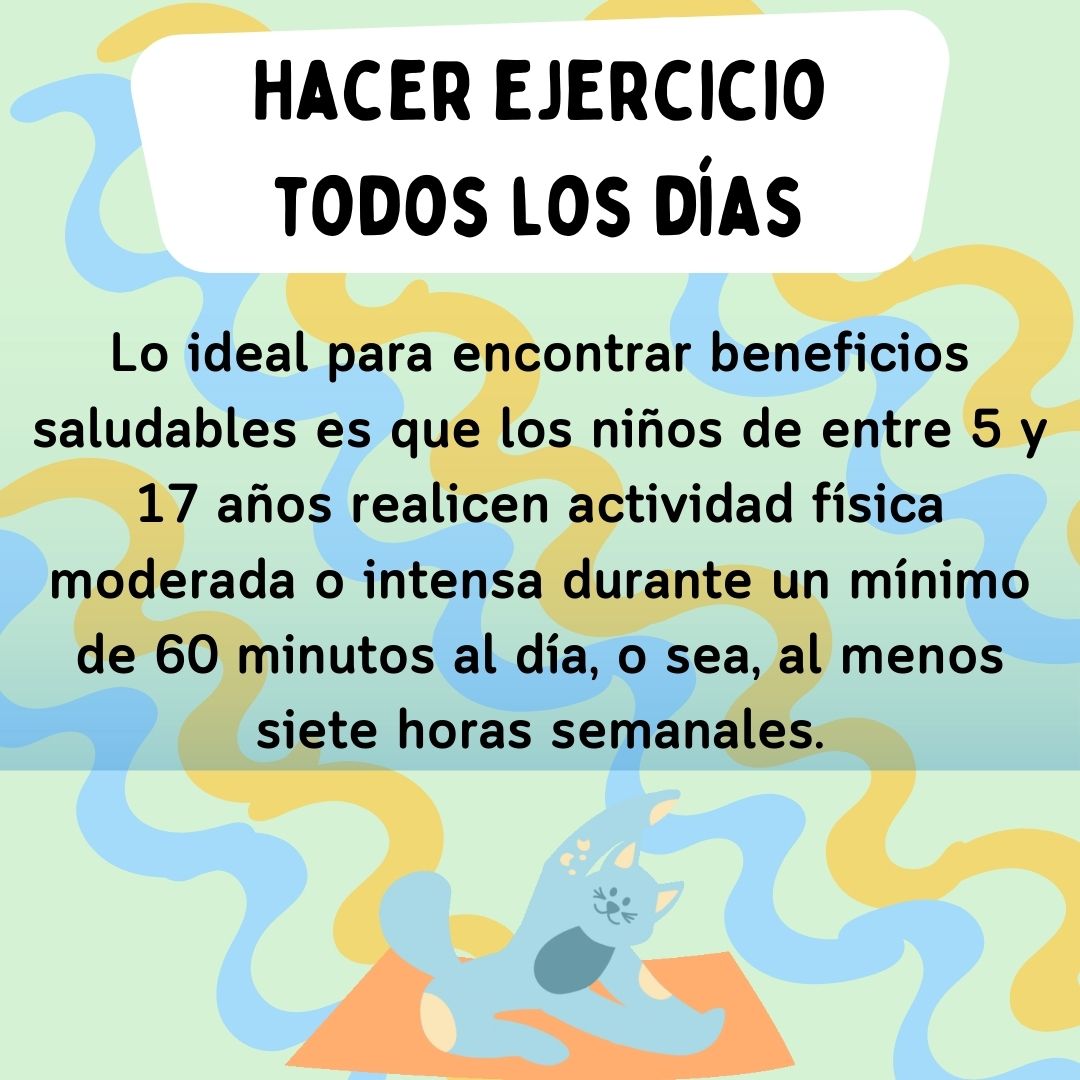 HACER EJERCICIO
TODOS LOS DÍAS
Lo ideal para encontrar beneficios
saludables es que los niños de entre 5 y
17 años realicen actividad física
moderada o intensa durante un mínimo
de 60 minutos al día, o sea, al menos
siete horas semanales.